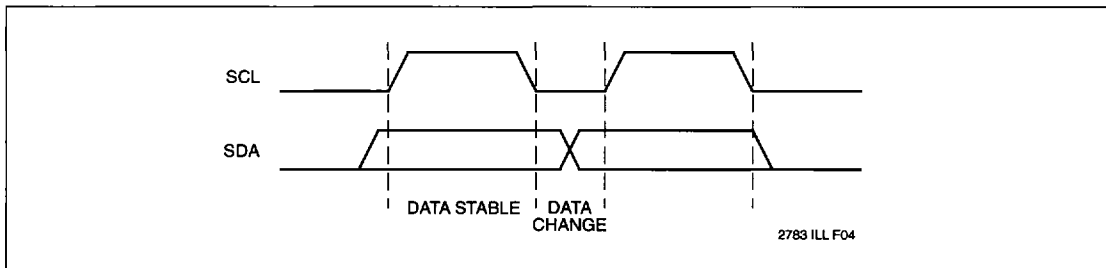 SCL
SDA
DATA STABLE
DATA
CHANGE
2783 ILL F04